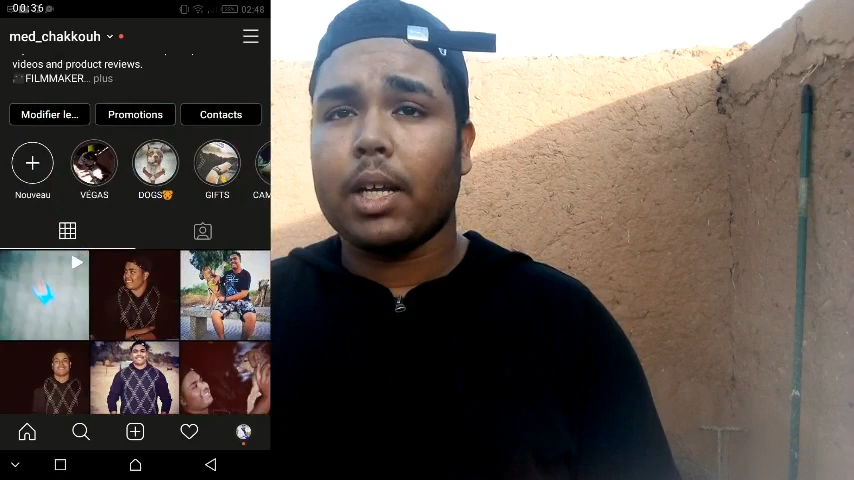 00:36
02:48
med_chakkouh
videos and product reviews.
FILMMAKER... plus
Modifier le...
Promotions
Contacts
Nouveau
VEGAS
DOGS
GIFTS
CAM